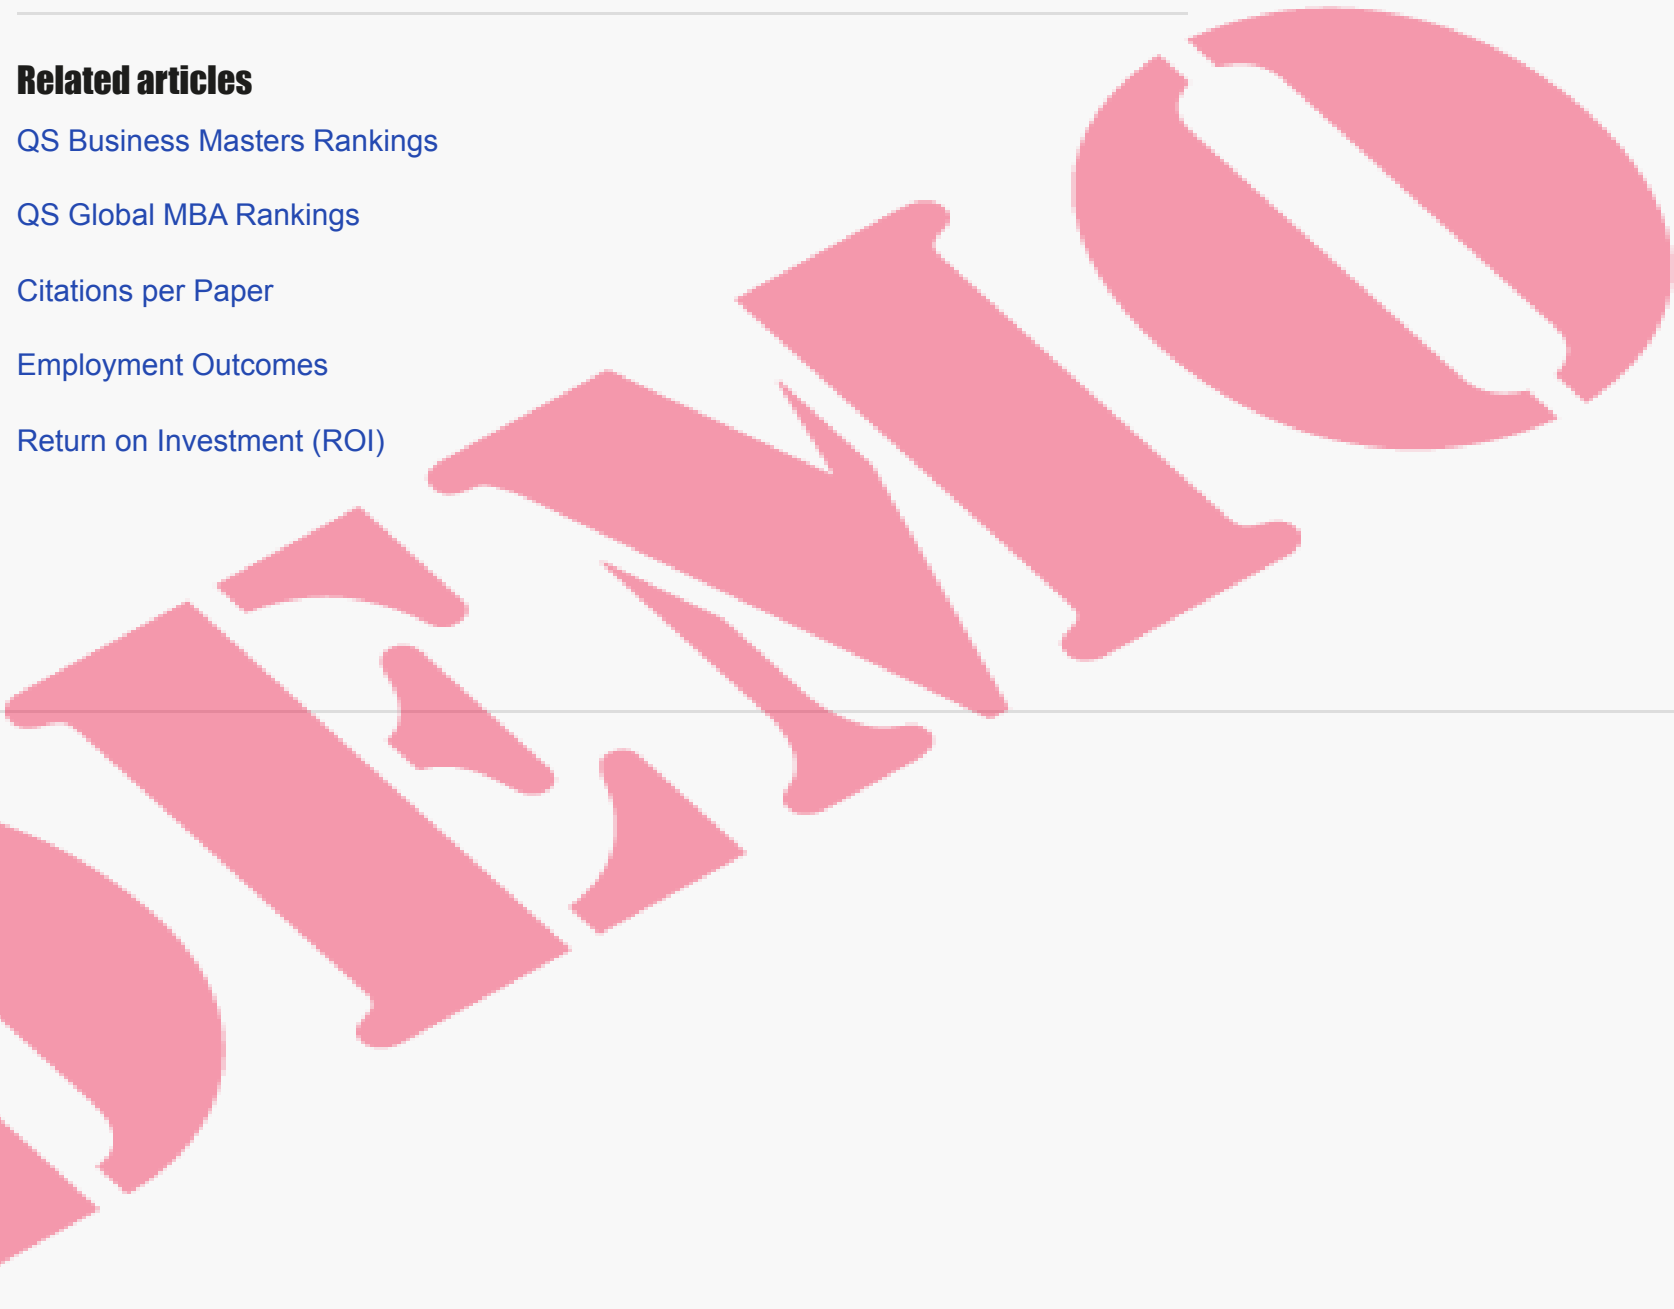 Related articles
QS Business Masters Rankings
QS Global MBA Rankings
Citations per Paper
Employment Outcomes
Return on Investment (ROI)
DEMO